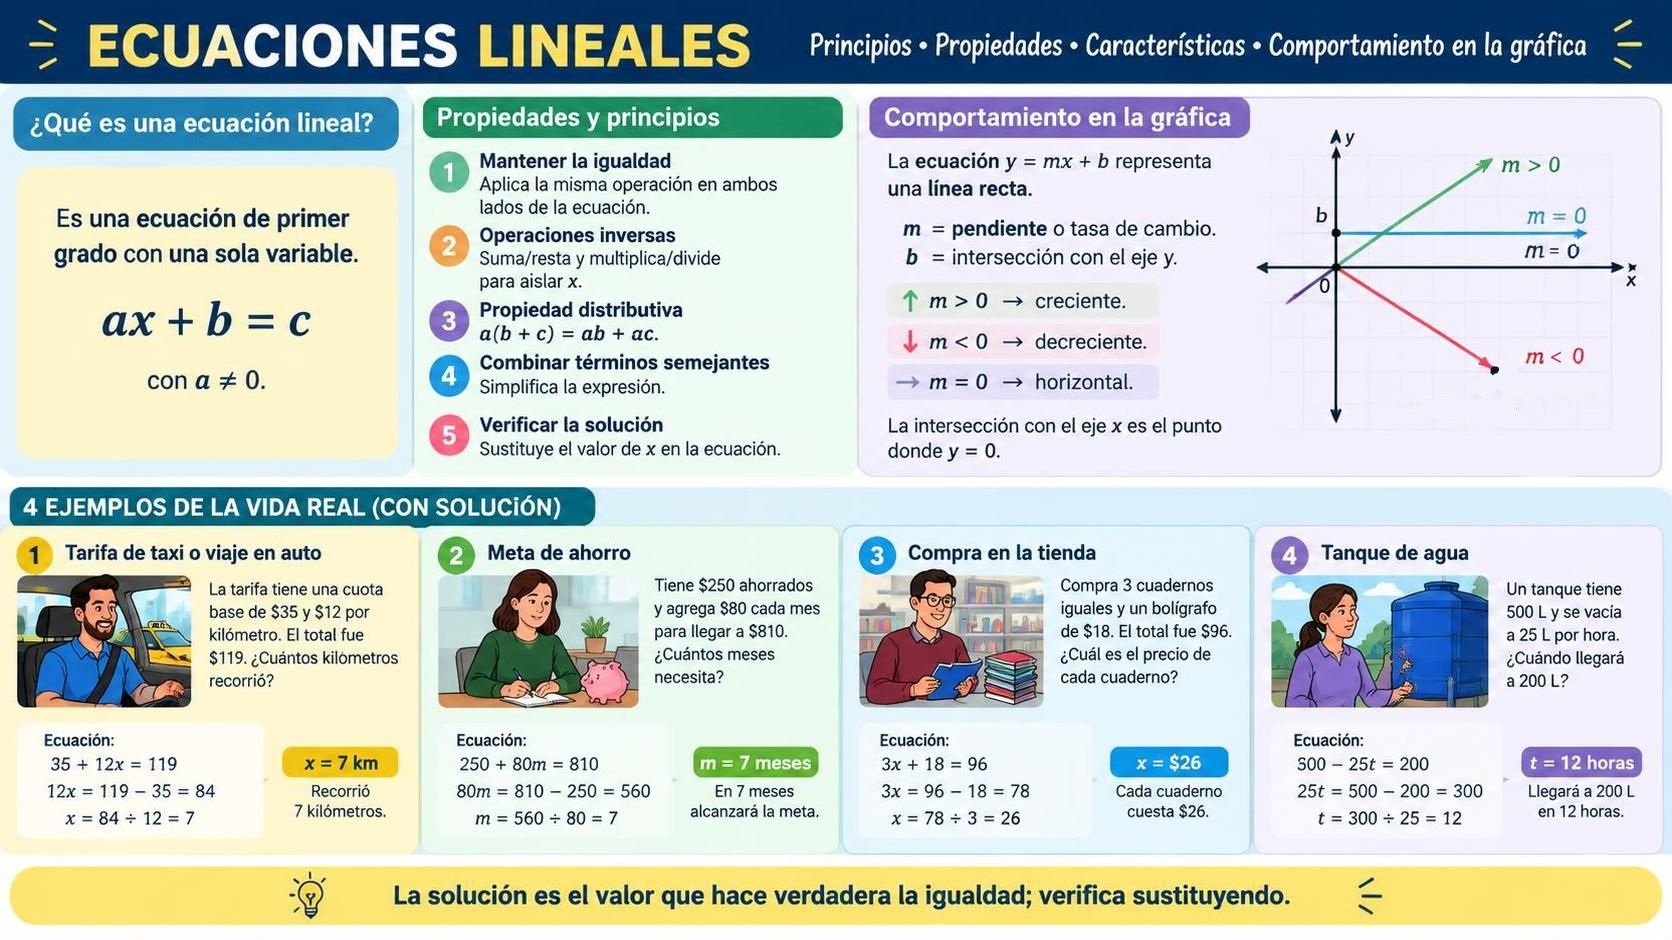 ECUACIONES LINEALES
Principios • Propiedades • Características • Comportamiento en la gráfica
¿Qué es una ecuación lineal?
Es una ecuación de primer
grado con una sola variable.
ax + b = c
con a ≠ 0.
Propiedades y principios
1 Mantener la igualdad
Aplica la misma operación en ambos
lados de la ecuación.
2 Operaciones inversas
Suma/resta y multiplica/divide
para aislar x.
3 Propiedad distributiva
a(b + c) = ab + ac.
4 Combinar términos semejantes
Simplifica la expresión.
5 Verificar la solución
Sustituye el valor de x en la ecuación.
Comportamiento en la gráfica
La ecuación y = mx + b representa
una línea recta.
m = pendiente o tasa de cambio.
b = intersección con el eje y.
↑ m > 0 → creciente.
↓ m < 0 → decreciente.
→ m = 0 → horizontal.
La intersección con el eje x es el punto
donde y = 0.
y
m > 0
b
m = 0
m = 0
0
x
m < 0
4 EJEMPLOS DE LA VIDA REAL (CON SOLUCiÓN)
1 Tarifa de taxi o viaje en auto
La tarifa tiene una cuota
base de $35 y $12 por
kilómetro. El total fue
$119. ¿Cuántos kilómetros
recorrió?
Ecuación:
35 + 12x = 119
12x = 119 − 35 = 84
x = 84 ÷ 12 = 7
x = 7 km
Recorrió
7 kilómetros.
2 Meta de ahorro
Tiene $250 ahorrados
y agrega $80 cada mes
para llegar a $810.
¿Cuántos meses
necesita?
Ecuación:
250 + 80m = 810
80m = 810 − 250 = 560
m = 560 ÷ 80 = 7
m = 7 meses
En 7 meses
alcanzará la meta.
3 Compra en la tienda
Compra 3 cuadernos
iguales y un bolígrafo
de $18. El total fue $96.
¿Cuál es el precio de
cada cuaderno?
Ecuación:
3x + 18 = 96
3x = 96 − 18 = 78
x = 78 ÷ 3 = 26
x = $26
Cada cuaderno
cuesta $26.
4 Tanque de agua
Un tanque tiene
500 L y se vacía
a 25 L por hora.
¿Cuándo llegará
a 200 L?
Ecuación:
300 − 25t = 200
25t = 500 − 200 = 300
t = 300 ÷ 25 = 12
t = 12 horas
Llegará a 200 L
en 12 horas.
La solución es el valor que hace verdadera la igualdad; verifica sustituyendo.